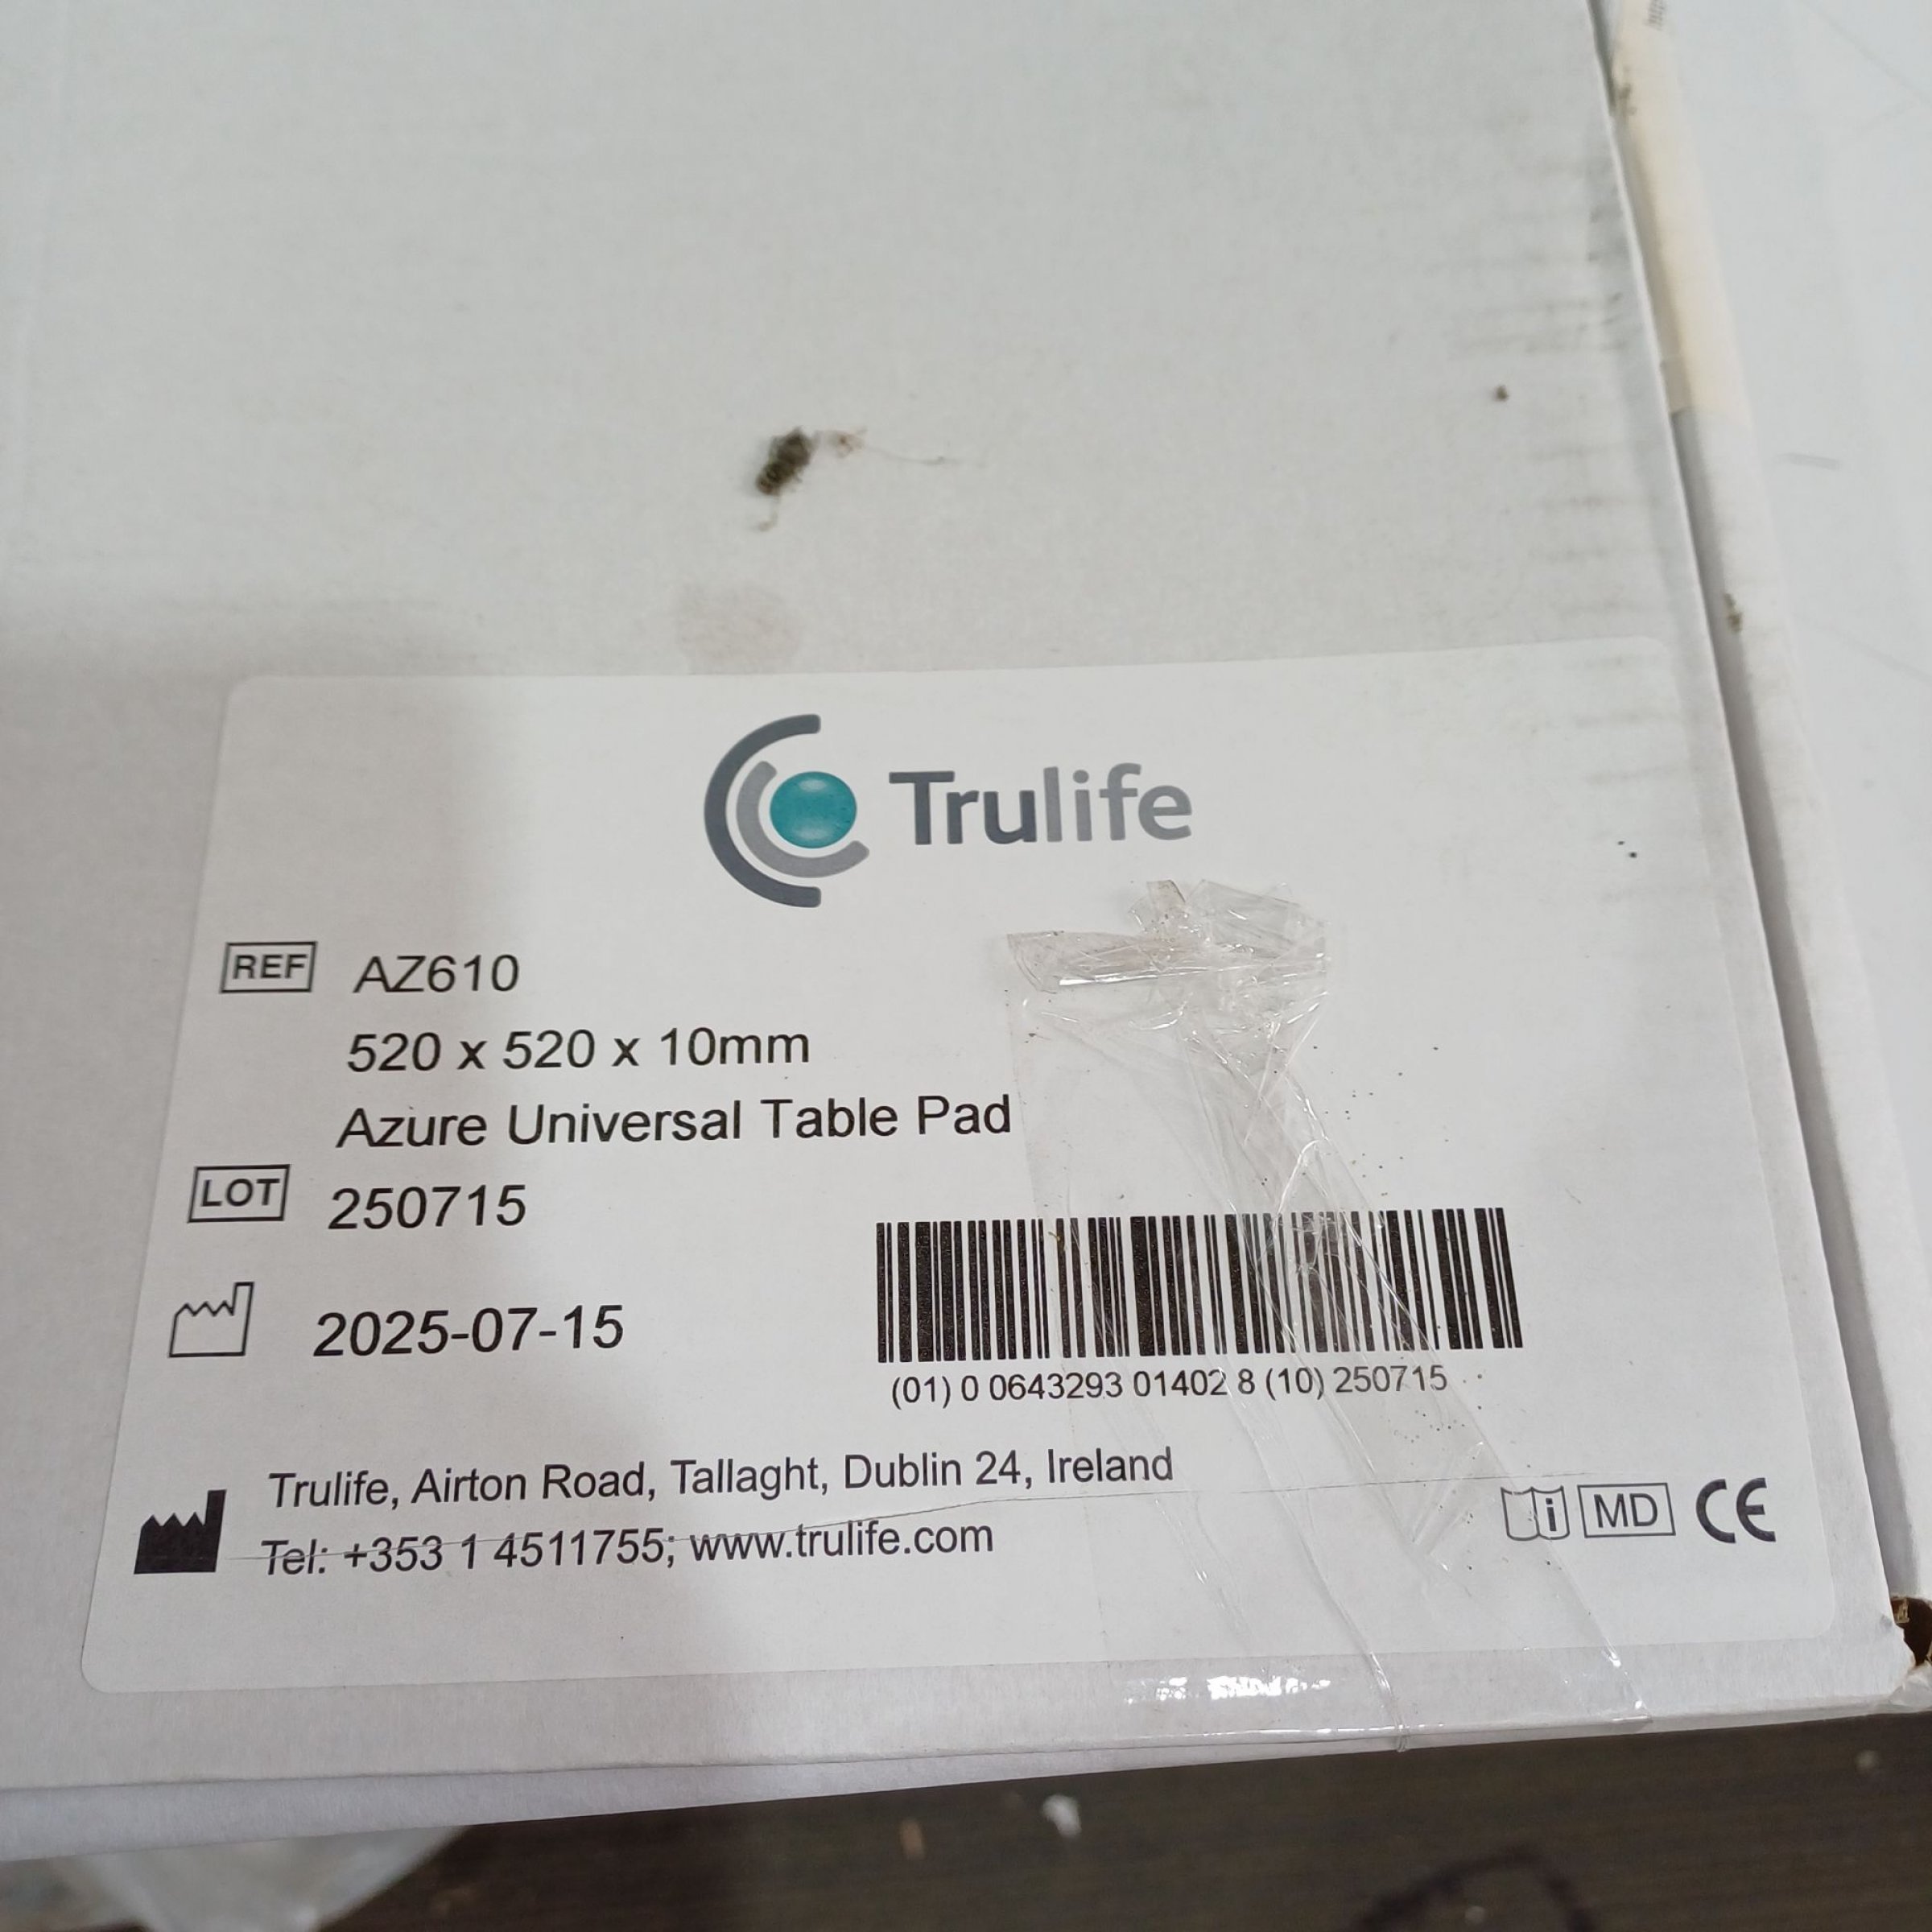 Trulife
REF AZ610
520 x 520 x 10mm
Azure Universal Table Pad
LOT 250715
2025-07-15
(01) 0 0643293 01402 8 (10) 250715
Trulife, Airton Road, Tallaght, Dublin 24, Ireland
Tel: +353 1 4511755; www.trulife.com
i MD CE